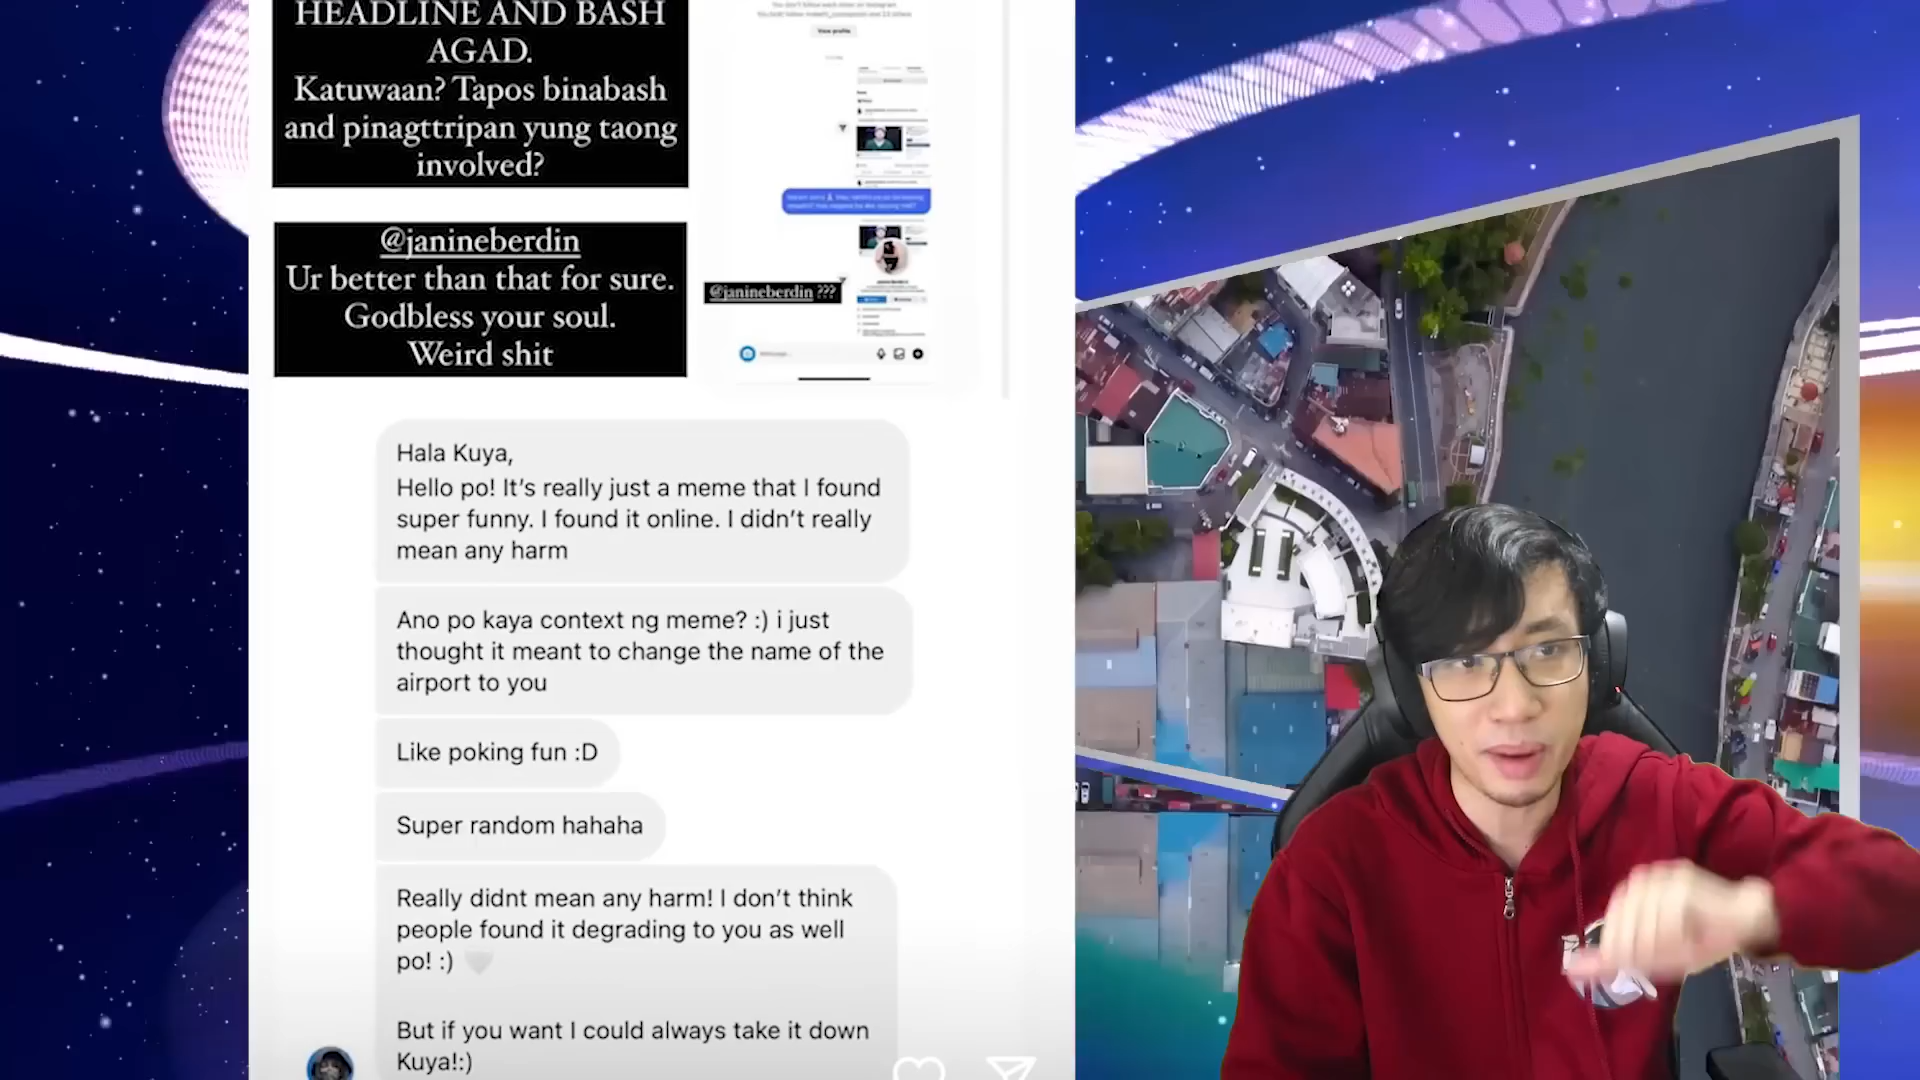 HEADLINE AND BASH
AGAD.
Katuwaan? Tapos binabash
and pinagttripan yung taong
involved?
@janineberdin
Ur better than that for sure.
Godbless your soul.
Weird shit
View profile
@janineberdin ???
Hala Kuya,
Hello po! It’s really just a meme that I found
super funny. I found it online. I didn’t really
mean any harm
Ano po kaya context ng meme? :) i just
thought it meant to change the name of the
airport to you
Like poking fun :D
Super random hahaha
Really didnt mean any harm! I don’t think
people found it degrading to you as well
po! :)
But if you want I could always take it down
Kuya!:)